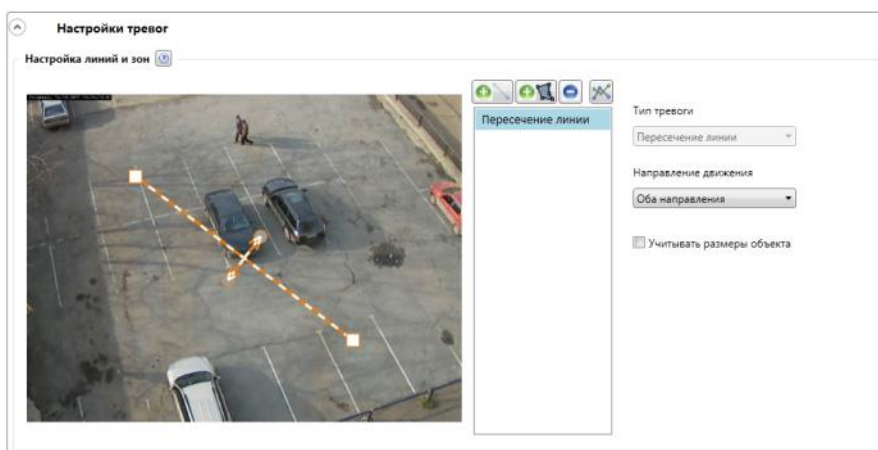 Настройки тревог
Настройка линий и зон
Пересечение линии
Тип тревоги
Пересечение линии
Направление движения
Оба направления
Учитывать размеры объекта